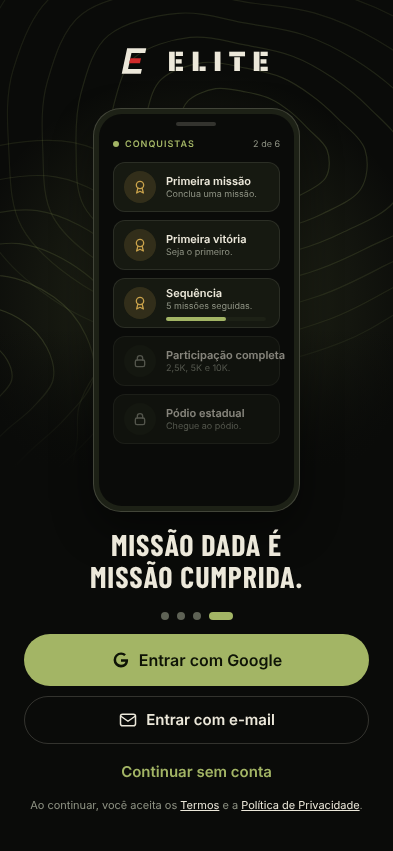 E ELITE
CONQUISTAS 2 de 6
Primeira missão
Conclua uma missão.
Primeira vitória
Seja o primeiro.
Sequência
5 missões seguidas.
Participação completa
2,5K, 5K e 10K.
Pódio estadual
Chegue ao pódio.
MISSÃO DADA É
MISSÃO CUMPRIDA.
G Entrar com Google
Entrar com e-mail
Continuar sem conta
Ao continuar, você aceita os Termos e a Política de Privacidade.